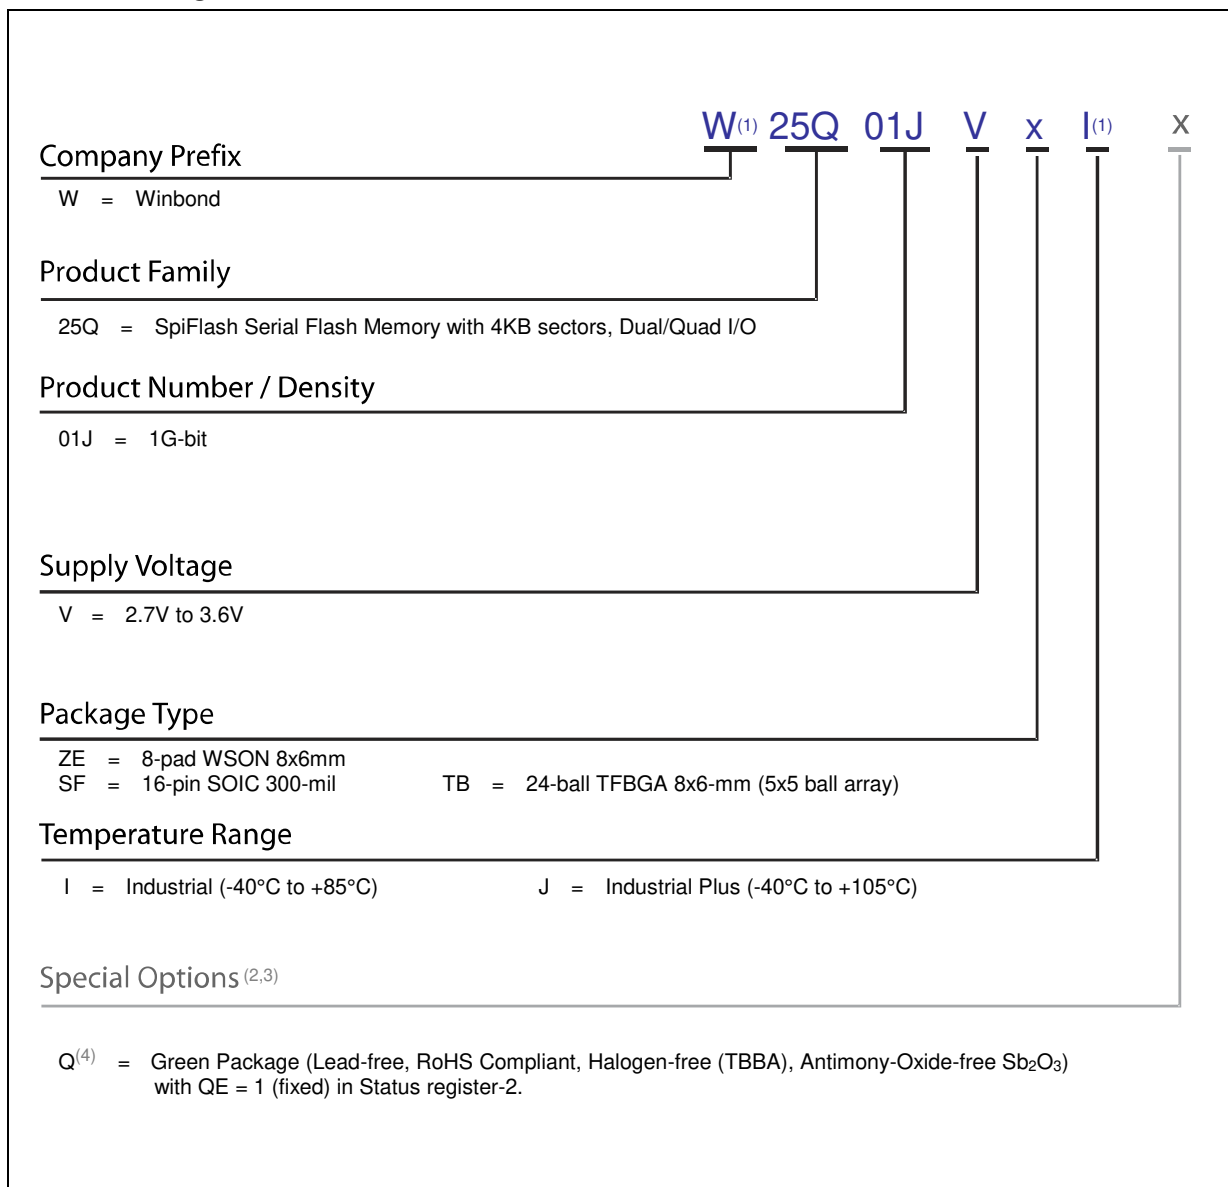 W(1) 25Q 01J V x I(1) x
Company Prefix
W = Winbond
Product Family
25Q = SpiFlash Serial Flash Memory with 4KB sectors, Dual/Quad I/O
Product Number / Density
01J = 1G-bit
Supply Voltage
V = 2.7V to 3.6V
Package Type
ZE = 8-pad WSON 8x6mm
SF = 16-pin SOIC 300-mil TB = 24-ball TFBGA 8x6-mm (5x5 ball array)
Temperature Range
I = Industrial (-40°C to +85°C) J = Industrial Plus (-40°C to +105°C)
Special Options (2,3)
Q(4) = Green Package (Lead-free, RoHS Compliant, Halogen-free (TBBA), Antimony-Oxide-free Sb2O3)
with QE = 1 (fixed) in Status register-2.